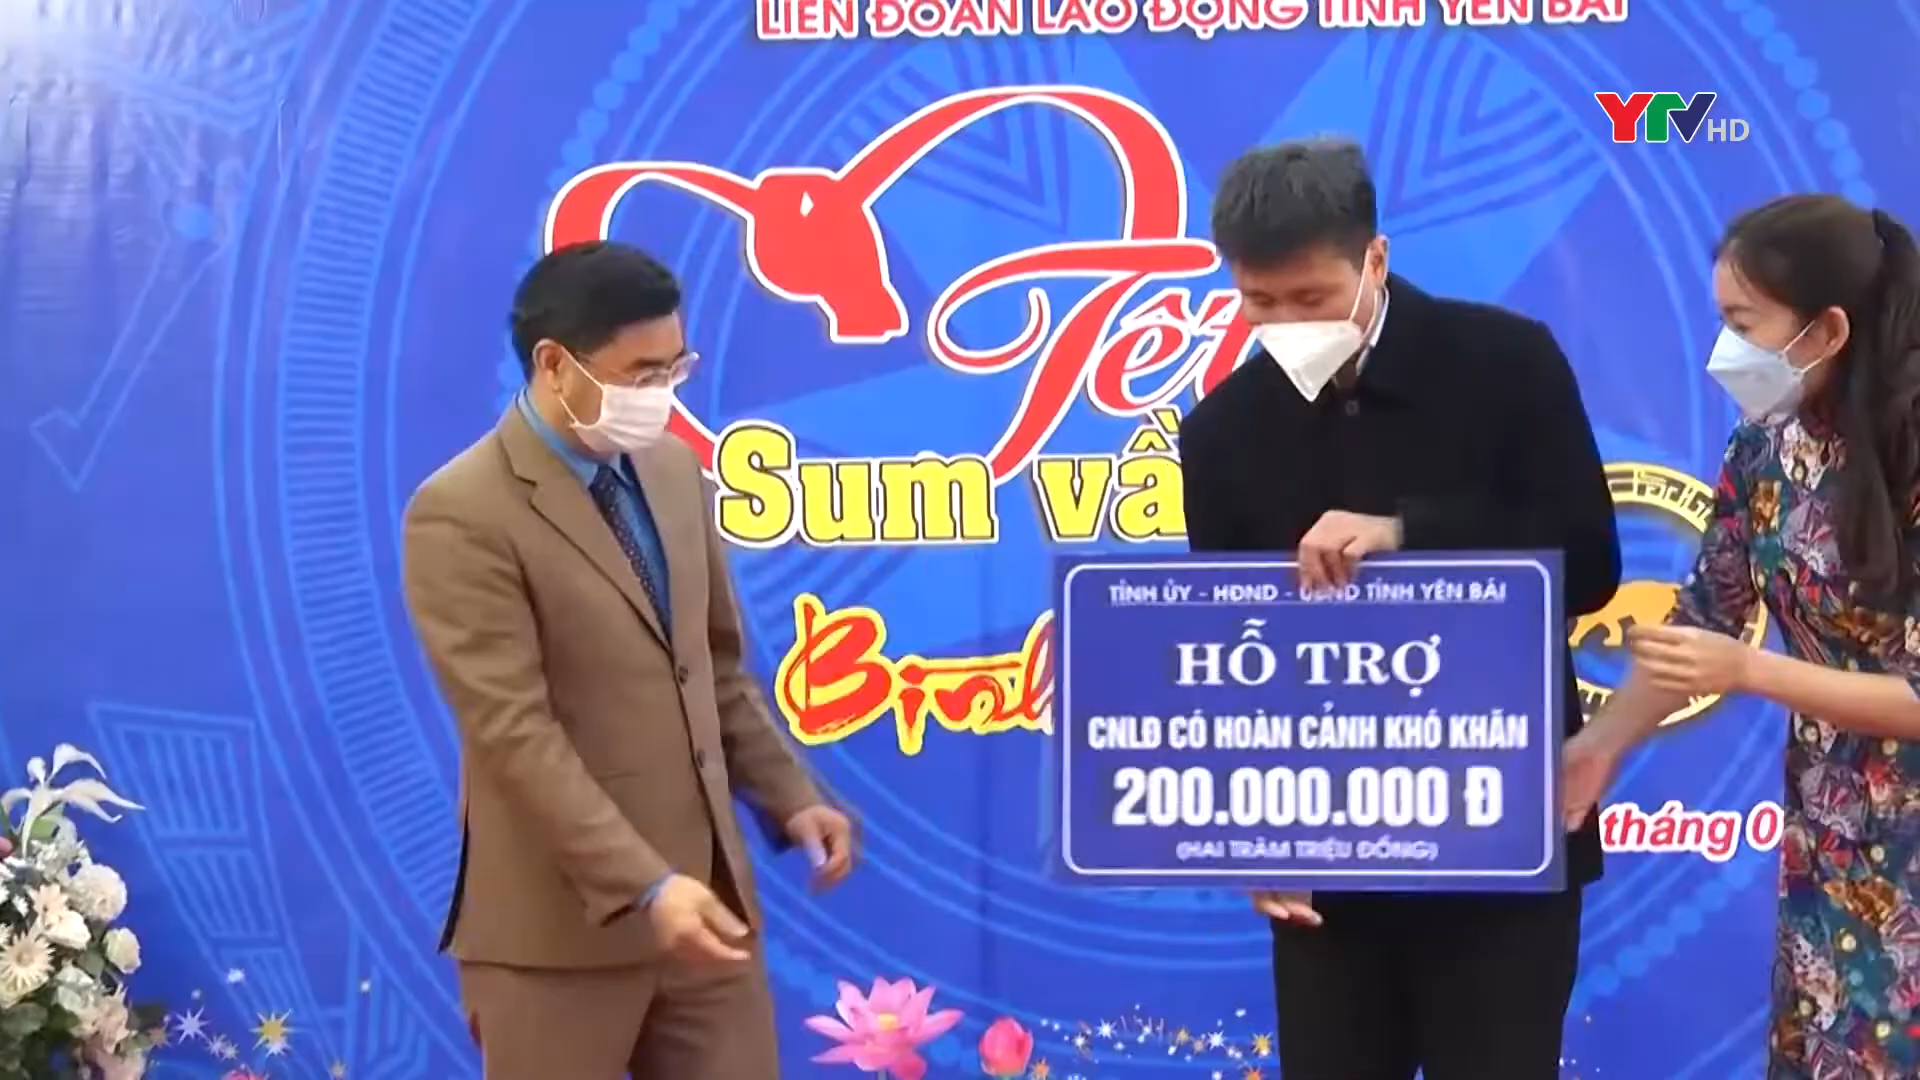 LIÊN ĐOÀN LAO ĐỘNG TỈNH YÊN BÁI
YTV HD
Tết
Sum vầ
Bình
TỈNH ỦY - HĐND - UBND TỈNH YÊN BÁI
HỖ TRỢ
CNLĐ CÓ HOÀN CẢNH KHÓ KHĂN
200.000.000 Đ
(HAI TRĂM TRIỆU ĐỒNG)
tháng 0